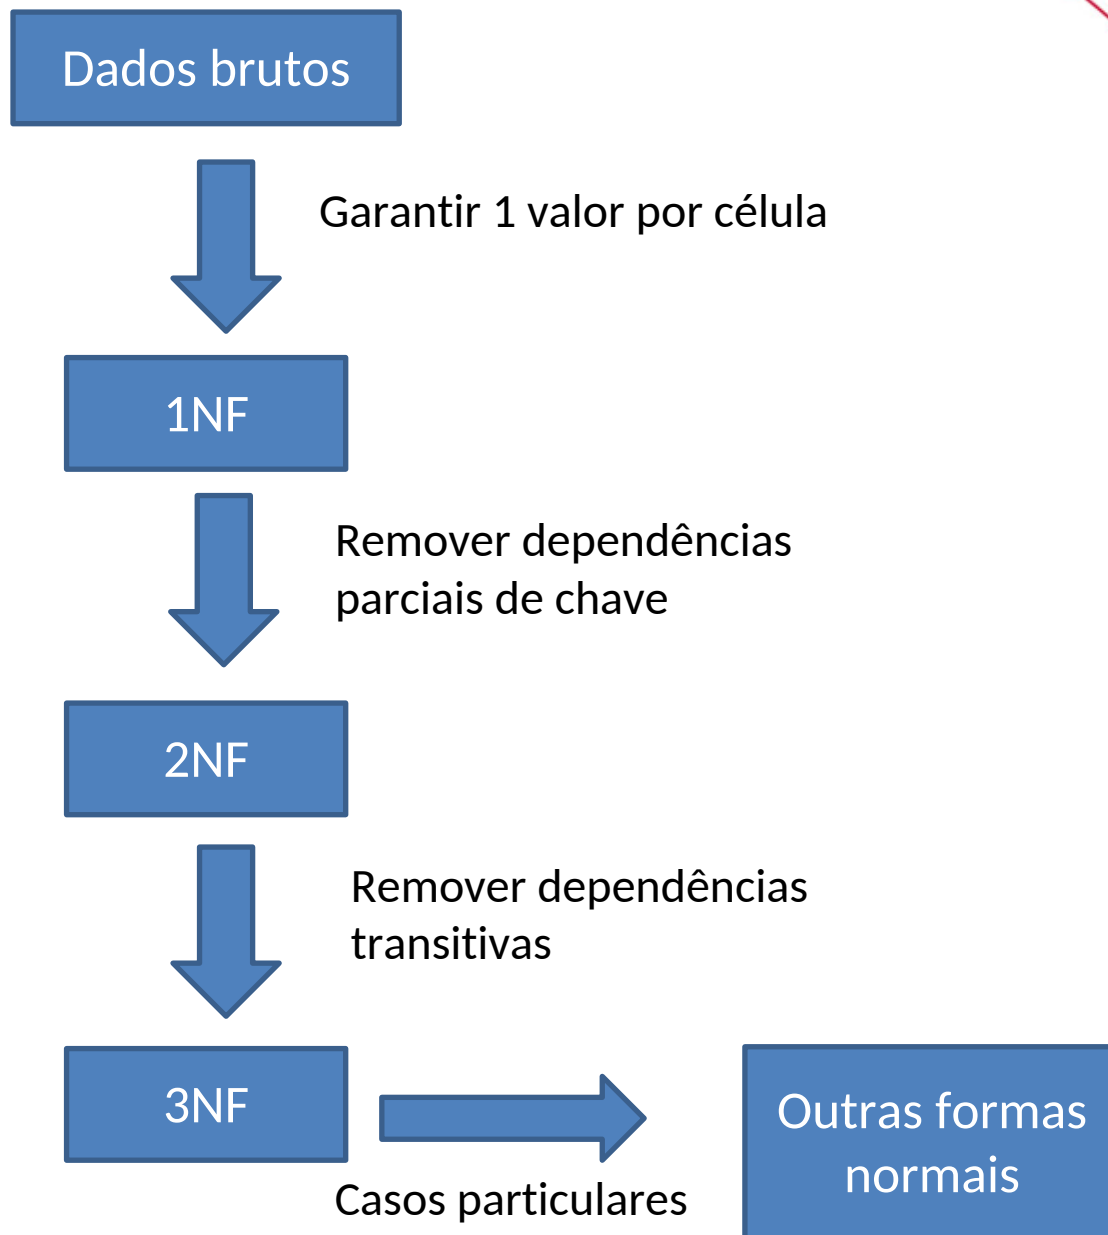 Dados brutos
Garantir 1 valor por célula
1NF
Remover dependências
parciais de chave
2NF
Remover dependências
transitivas
3NF
Outras formas
normais
Casos particulares